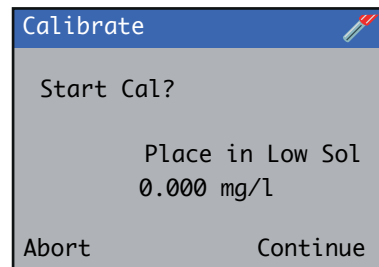 Calibrate
Start Cal?
Place in Low Sol
0.000 mg/l
Abort Continue